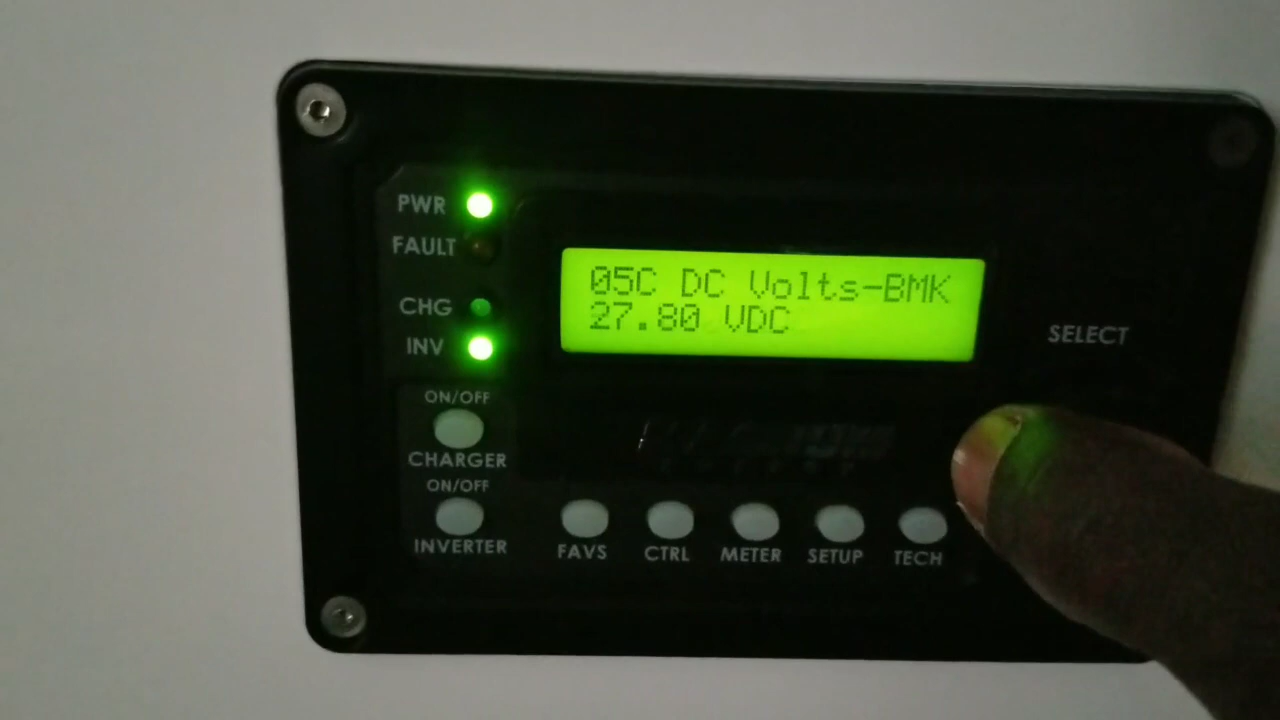 PWR
FAULT
CHG
INV
05C DC Volts-BMK
27.80 VDC
SELECT
ON/OFF
CHARGER
ON/OFF
INVERTER
FAVS
CTRL
METER
SETUP
TECH